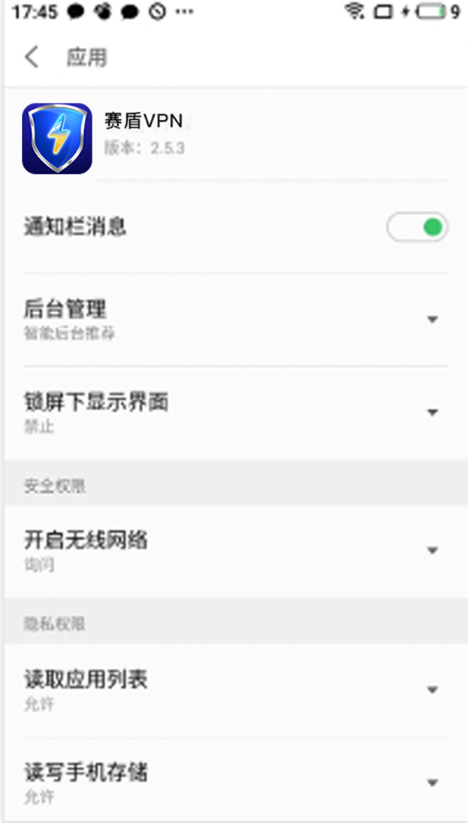 17:45 ··· 9
应用
赛盾VPN
版本：2.5.3
通知栏消息
后台管理
智能后台推荐
锁屏下显示界面
禁止
安全权限
开启无线网络
询问
隐私权限
读取应用列表
允许
读写手机存储
允许